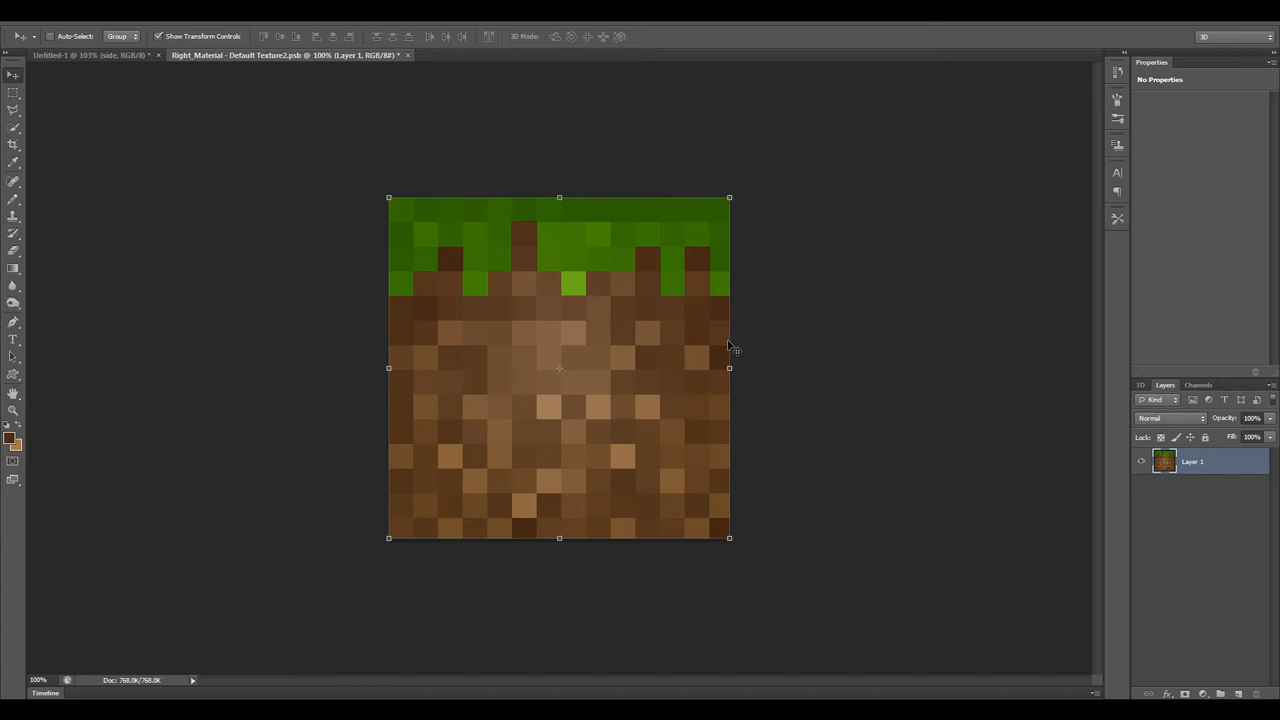 Auto-Select: Group Show Transform Controls 3D Mode: 3D
Untitled-1 @ 103% (side, RGB/8) * × Right_Material - Default Texture2.psb @ 100% (Layer 1, RGB/8#) * ×
Properties
No Properties
3D Layers Channels
Kind
Normal Opacity: 100%
Lock: Fill: 100%
Layer 1
100% Doc: 768.0K/768.0K
Timeline